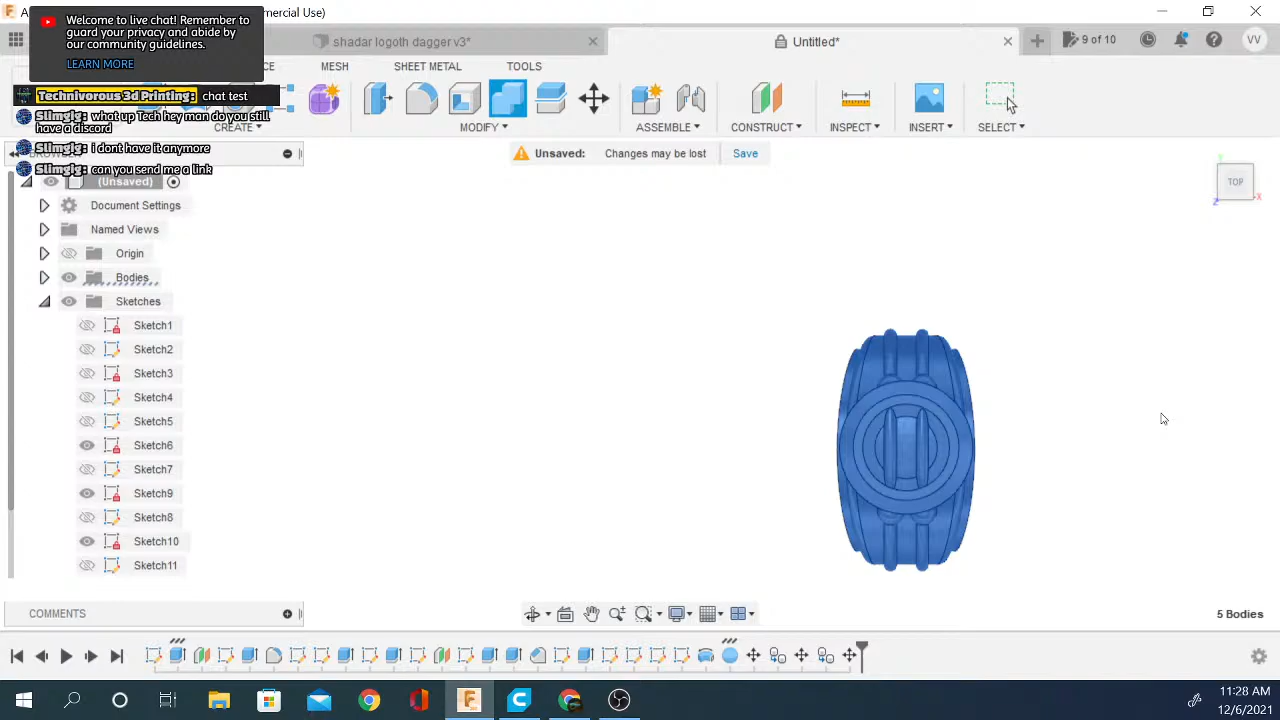 A
mercial Use)
Welcome to live chat! Remember to
guard your privacy and abide by
our community guidelines.
LEARN MORE
shadar logoth dagger v3*
Untitled*
9 of 10
VV
CE
MESH
SHEET METAL
TOOLS
Technivorous 3d Printing: chat test
Slimgig: what up Tech hey man do you still
have a discord
Slimgig: i dont have it anymore
Slimgig: can you send me a link
CREATE
MODIFY
ASSEMBLE
CONSTRUCT
INSPECT
INSERT
SELECT
BROWSER
Unsaved:
Changes may be lost
Save
TOP
X
Z
Y
(Unsaved)
Document Settings
Named Views
Origin
Bodies
Sketches
Sketch1
Sketch2
Sketch3
Sketch4
Sketch5
Sketch6
Sketch7
Sketch9
Sketch8
Sketch10
Sketch11
COMMENTS
5 Bodies
11:28 AM
12/6/2021